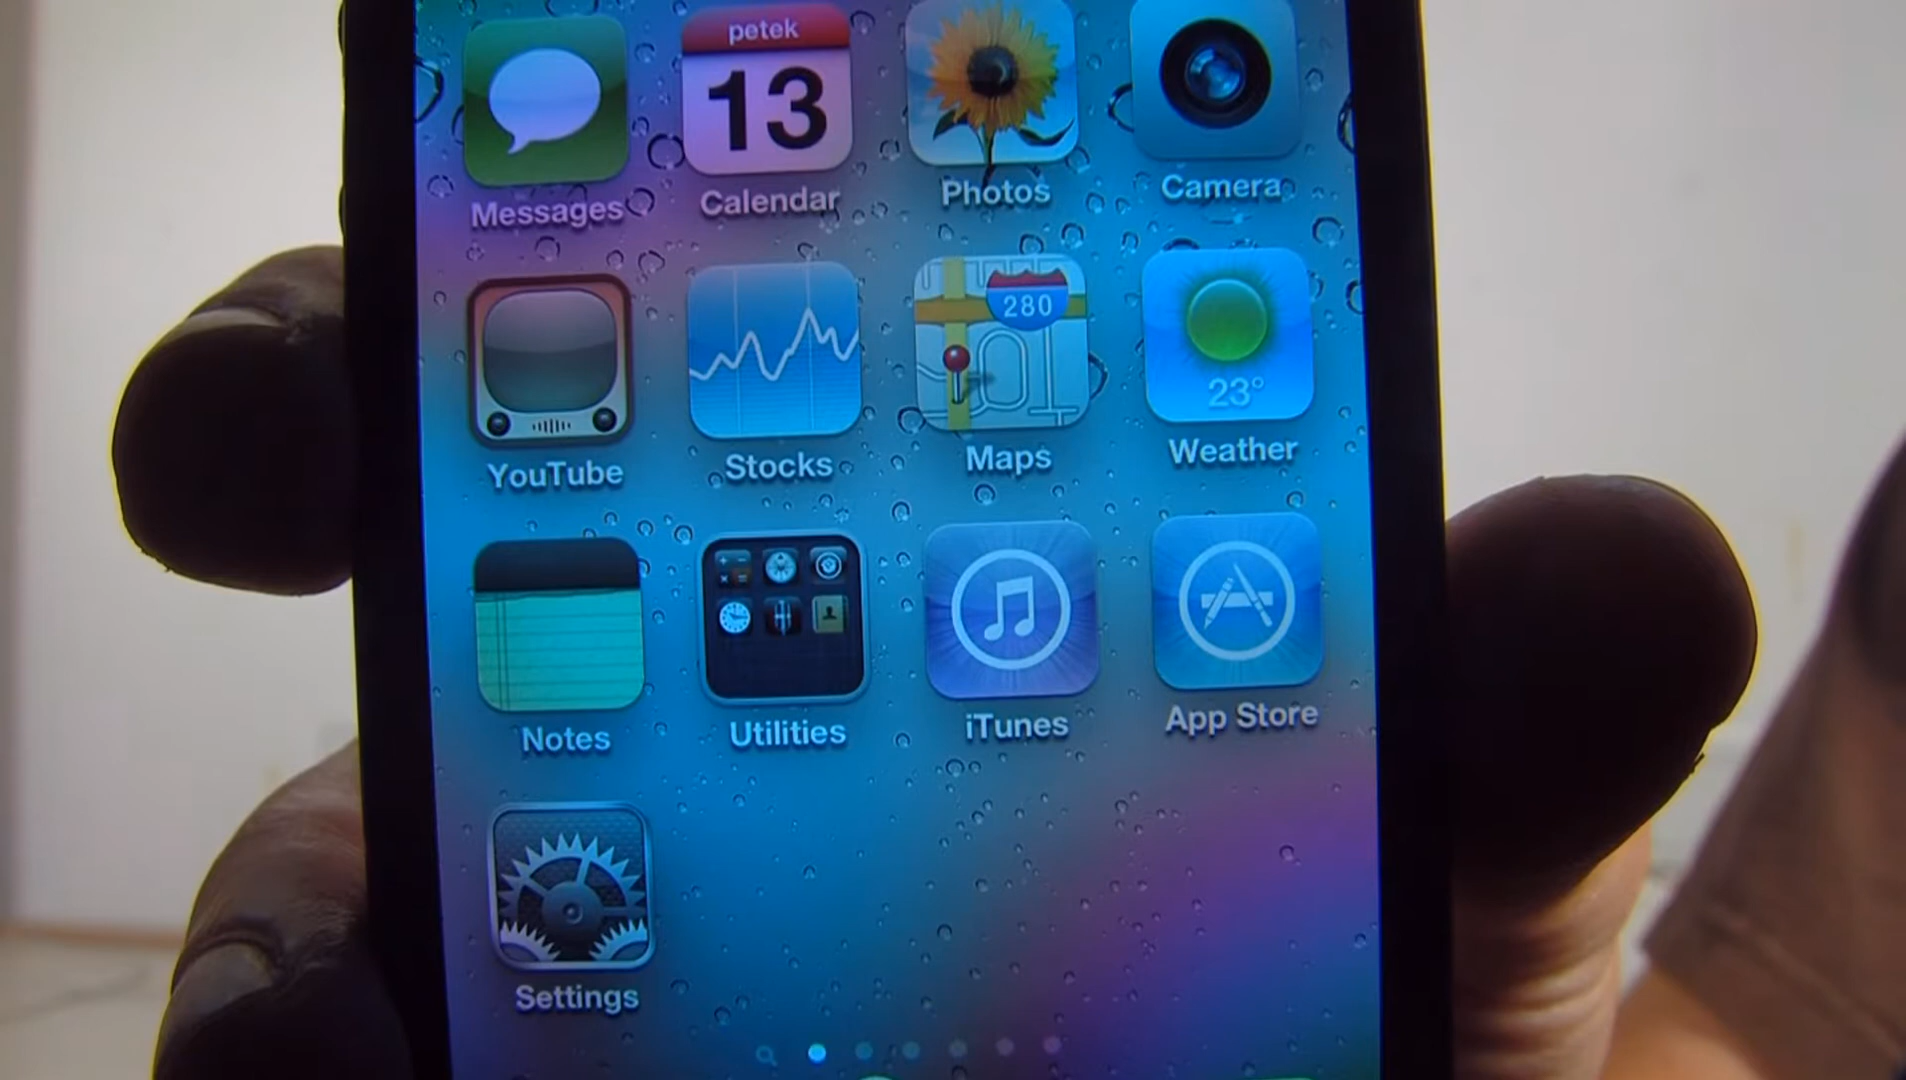 petek
13
Messages
Calendar
Photos
Camera
280
23°
YouTube
Stocks
Maps
Weather
Notes
Utilities
iTunes
App Store
Settings